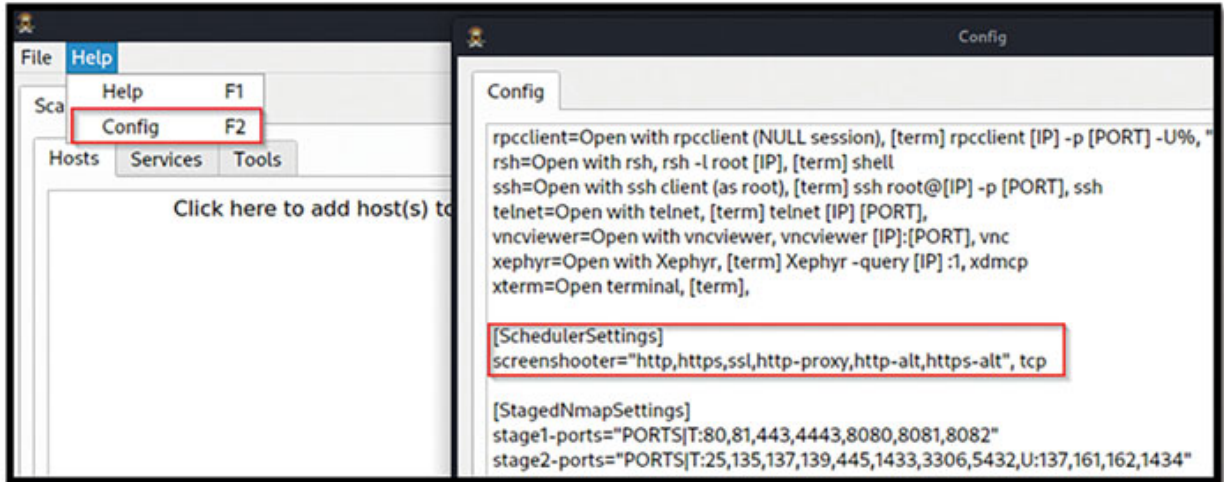 File Help
Help F1
Sca
Config F2
Hosts Services Tools
Click here to add host(s) to
Config
Config
rpcclient=Open with rpcclient (NULL session), [term] rpcclient [IP] -p [PORT] -U%, "
rsh=Open with rsh, rsh -l root [IP], [term] shell
ssh=Open with ssh client (as root), [term] ssh root@[IP] -p [PORT], ssh
telnet=Open with telnet, [term] telnet [IP] [PORT],
vncviewer=Open with vncviewer, vncviewer [IP]:[PORT], vnc
xephyr=Open with Xephyr, [term] Xephyr -query [IP] :1, xdmcp
xterm=Open terminal, [term],
[SchedulerSettings]
screenshooter="http,https,ssl,http-proxy,http-alt,https-alt", tcp
[StagedNmapSettings]
stage1-ports="PORTS|T:80,81,443,4443,8080,8081,8082"
stage2-ports="PORTS|T:25,135,137,139,445,1433,3306,5432,U:137,161,162,1434"